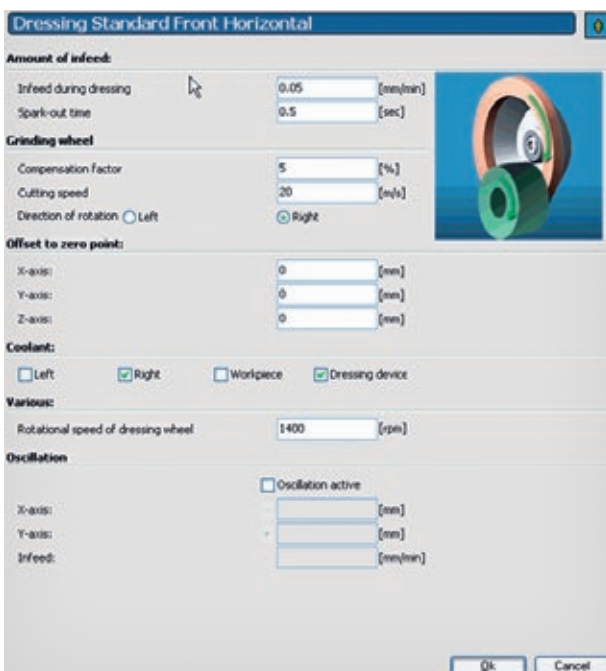 Dressing Standard Front Horizontal
Amount of infeed:
Infeed during dressing 0.05 [mm/min]
Spark-out time 0.5 [sec]
Grinding wheel
Compensation factor 5 [%]
Cutting speed 20 [m/s]
Direction of rotation Left Right
Offset to zero point:
X-axis: 0 [mm]
Y-axis: 0 [mm]
Z-axis: 0 [mm]
Coolant:
Left Right Workpiece Dressing device
Various:
Rotational speed of dressing wheel 1400 [rpm]
Oscillation
Oscillation active
X-axis: [mm]
Y-axis: [mm]
Infeed: [mm/min]
Ok Cancel